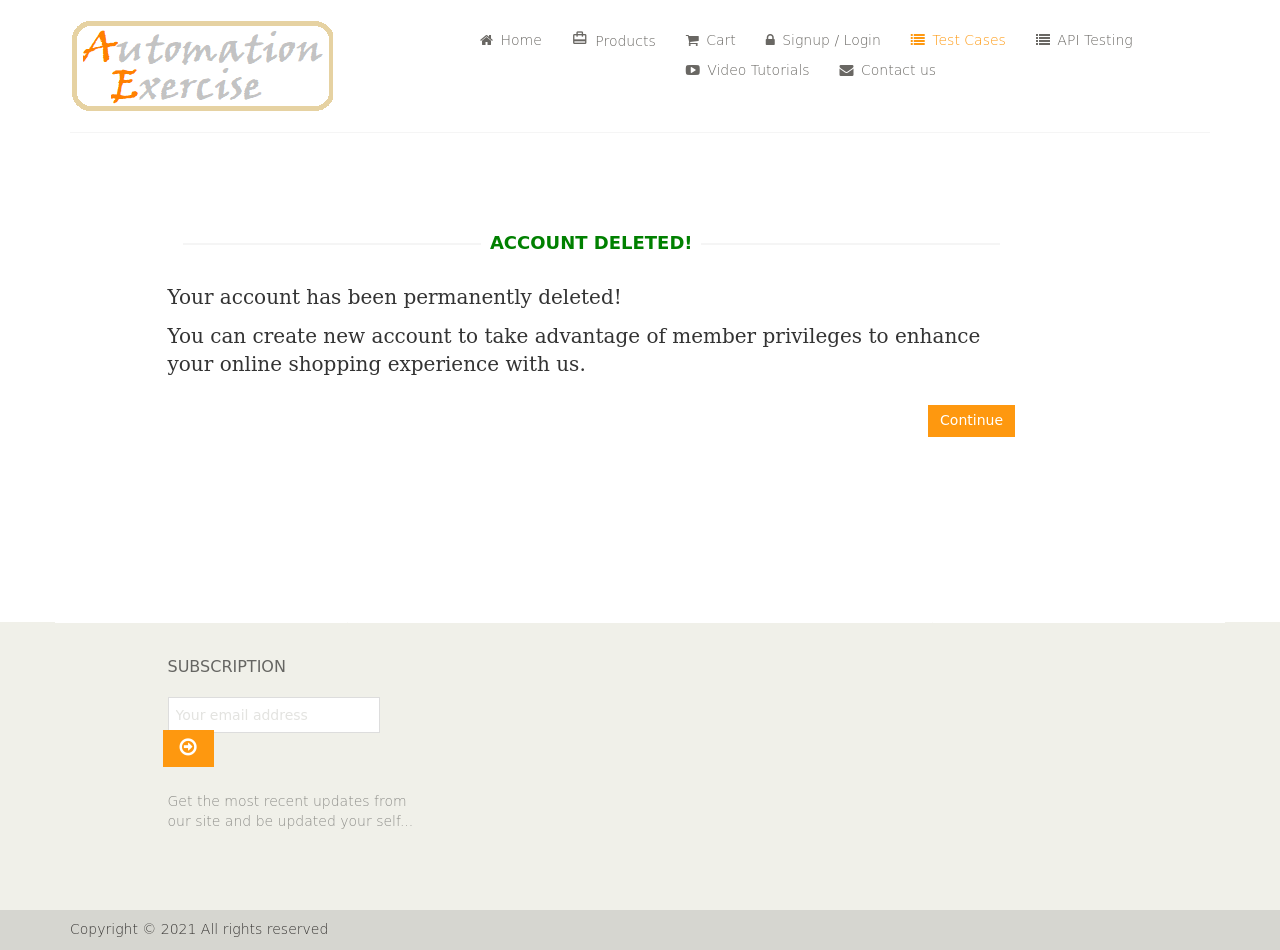 Automation
Exercise
Home
Products
Cart
Signup / Login
Test Cases
API Testing
Video Tutorials
Contact us
ACCOUNT DELETED!
Your account has been permanently deleted!
You can create new account to take advantage of member privileges to enhance
your online shopping experience with us.
Continue
SUBSCRIPTION
Your email address
Get the most recent updates from
our site and be updated your self...
Copyright © 2021 All rights reserved